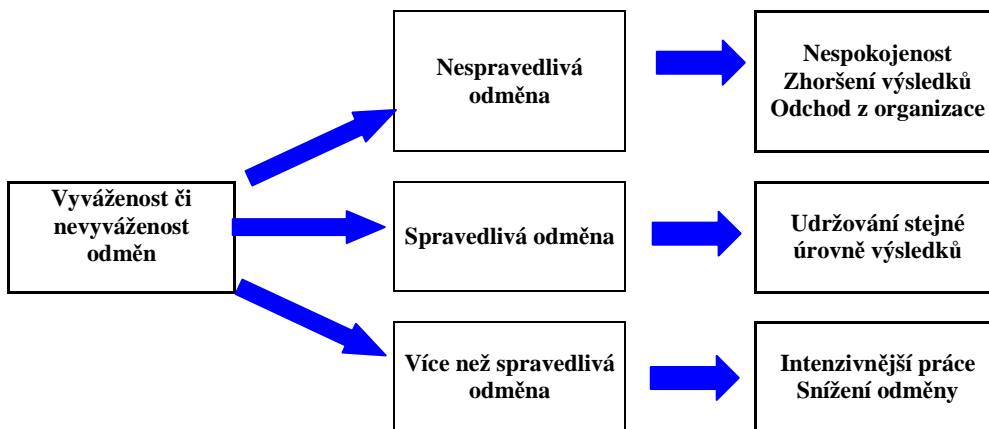 Nespravedlivá
odměna
Nespokojenost
Zhoršení výsledků
Odchod z organizace
Vyváženost či
nevyváženost
odměn
Spravedlivá odměna
Udržování stejné
úrovně výsledků
Více než spravedlivá
odměna
Intenzivnější práce
Snížení odměny